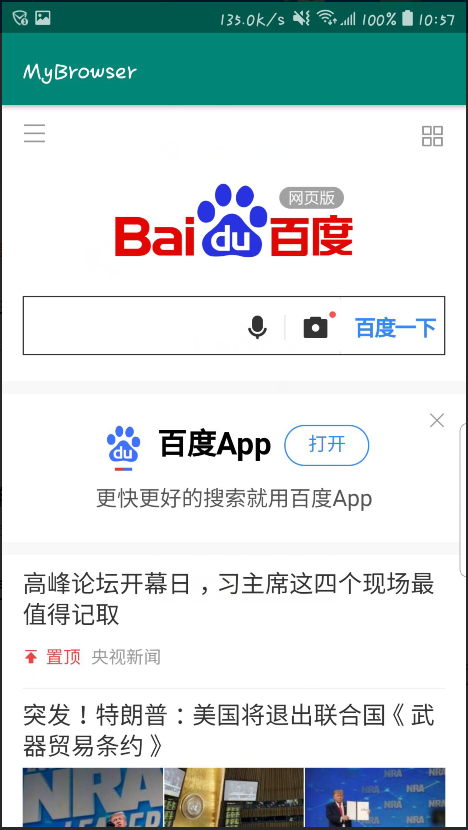 135.0K/s 100% 10:57
MyBrowser
网页版
Bai du 百度
百度一下
du 百度App 打开
更快更好的搜索就用百度App
高峰论坛开幕日，习主席这四个现场最
值得记取
置顶 央视新闻
突发！特朗普：美国将退出联合国《武
器贸易条约》
NRA NRA NRA
LEADER